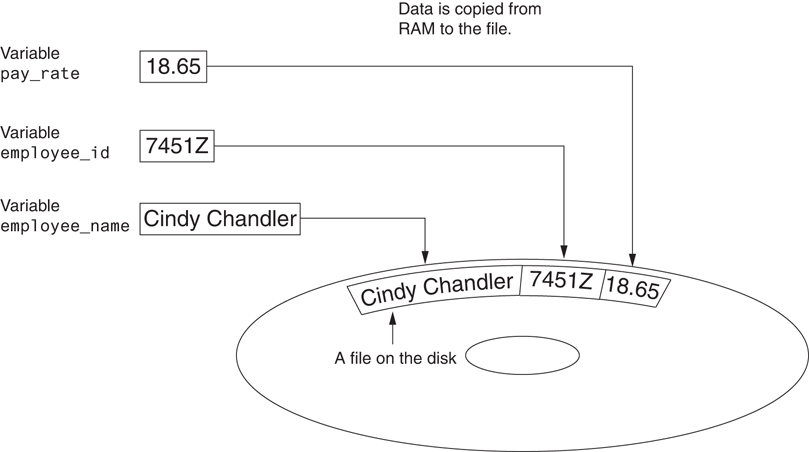 Data is copied from
RAM to the file.
Variable
pay_rate
18.65
Variable
employee_id
7451Z
Variable
employee_name
Cindy Chandler
Cindy Chandler 7451Z 18.65
A file on the disk